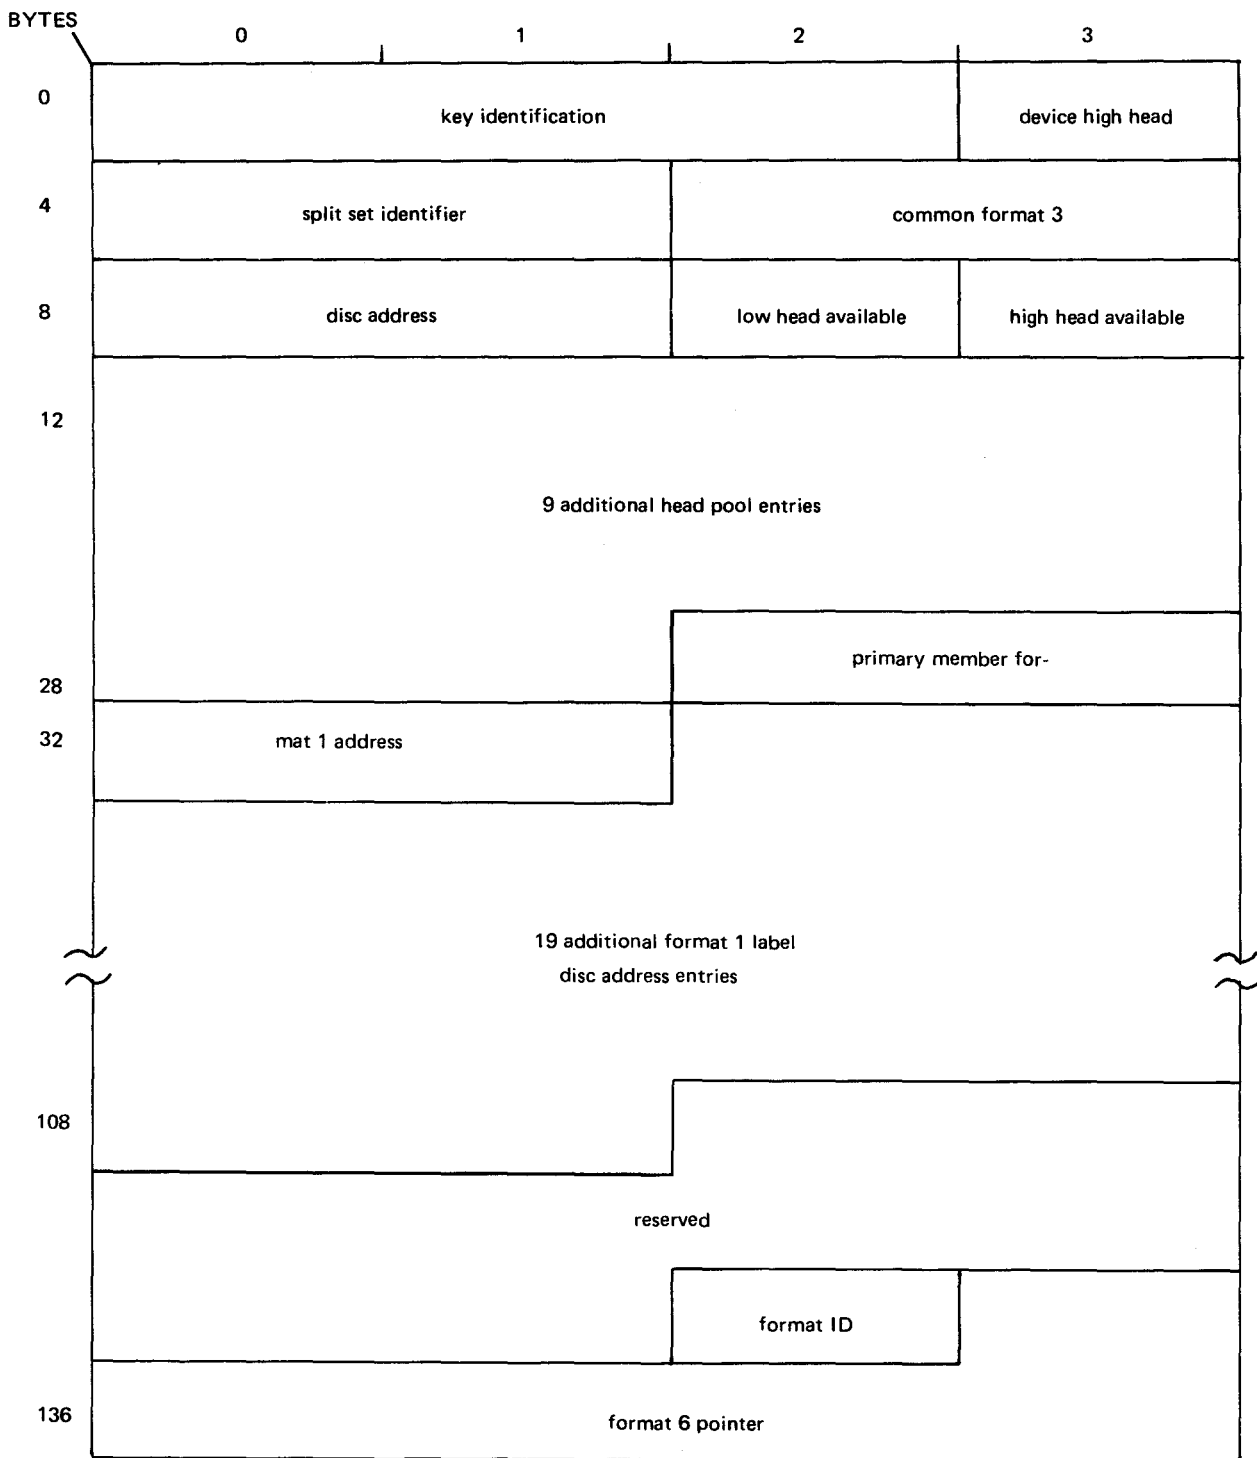 BYTES
0 1 2 3
0
key identification
device high head
4
split set identifier
common format 3
8
disc address
low head available
high head available
12
9 additional head pool entries
primary member for-
28
32
mat 1 address
19 additional format 1 label
disc address entries
108
reserved
format ID
136
format 6 pointer